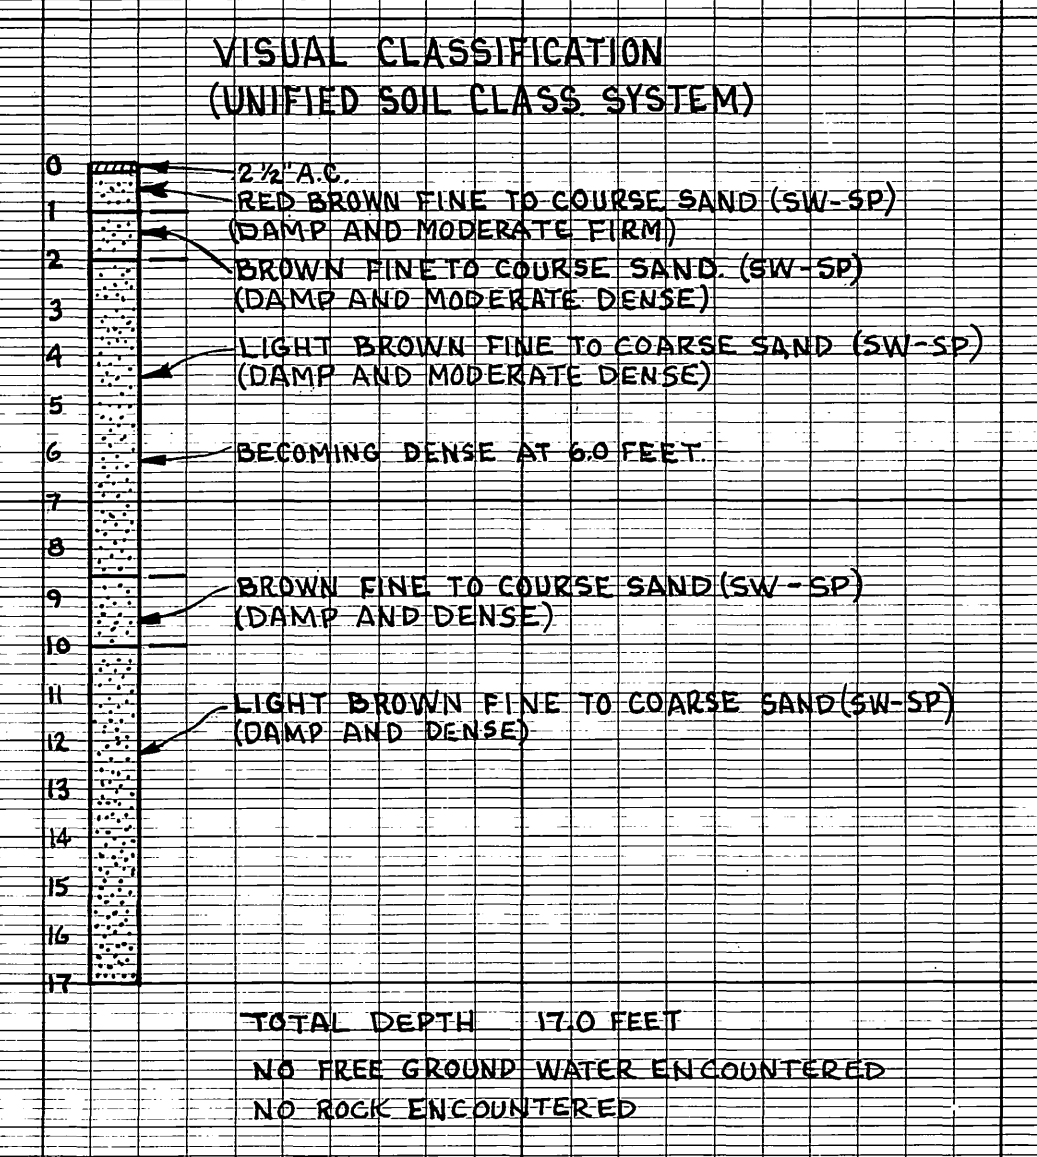 VISUAL CLASSIFICATION
(UNIFIED SOIL CLASS. SYSTEM)
0
2 ½" A.C.
RED BROWN FINE TO COURSE SAND (SW-SP)
1
(DAMP AND MODERATE FIRM)
2
BROWN FINE TO COURSE SAND. (SW-SP)
(DAMP AND MODERATE DENSE)
3
LIGHT BROWN FINE TO COARSE SAND (SW-SP)
4
(DAMP AND MODERATE DENSE)
5
6
BECOMING DENSE AT 6.0 FEET.
7
8
BROWN FINE TO COURSE SAND (SW-SP)
9
(DAMP AND DENSE)
10
11
LIGHT BROWN FINE TO COARSE SAND (SW-SP)
(DAMP AND DENSE)
12
13
14
15
16
17
TOTAL DEPTH 17.0 FEET
NO FREE GROUND WATER ENCOUNTERED
NO ROCK ENCOUNTERED